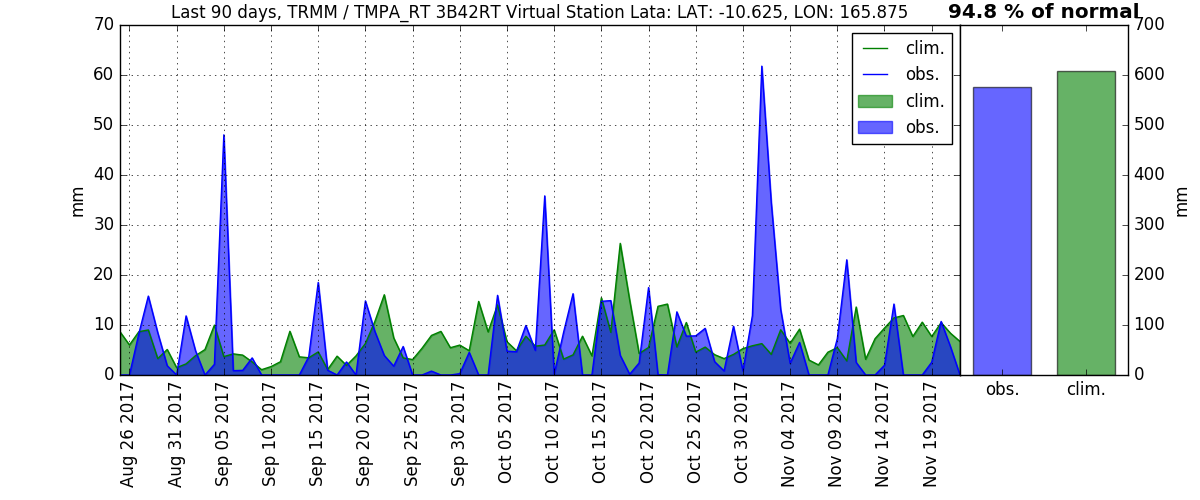 Last 90 days, TRMM / TMPA_RT 3B42RT Virtual Station Lata: LAT: -10.625, LON: 165.875
94.8 % of normal
70
60
50
40
30
20
10
0
mm
clim.
obs.
clim.
obs.
Aug 26 2017
Aug 31 2017
Sep 05 2017
Sep 10 2017
Sep 15 2017
Sep 20 2017
Sep 25 2017
Sep 30 2017
Oct 05 2017
Oct 10 2017
Oct 15 2017
Oct 20 2017
Oct 25 2017
Oct 30 2017
Nov 04 2017
Nov 09 2017
Nov 14 2017
Nov 19 2017
obs.
clim.
700
600
500
400
300
200
100
0
mm